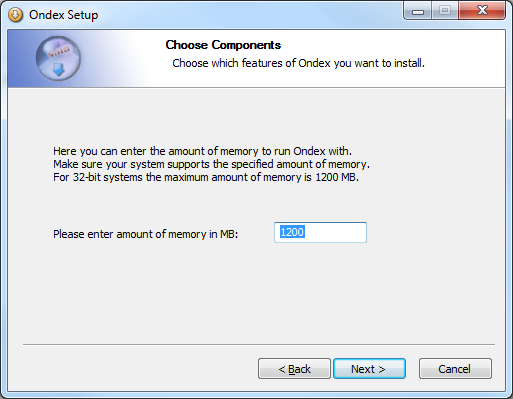 Ondex Setup
Choose Components
Choose which features of Ondex you want to install.
Here you can enter the amount of memory to run Ondex with.
Make sure your system supports the specified amount of memory.
For 32-bit systems the maximum amount of memory is 1200 MB.
Please enter amount of memory in MB: 1200
< Back Next > Cancel